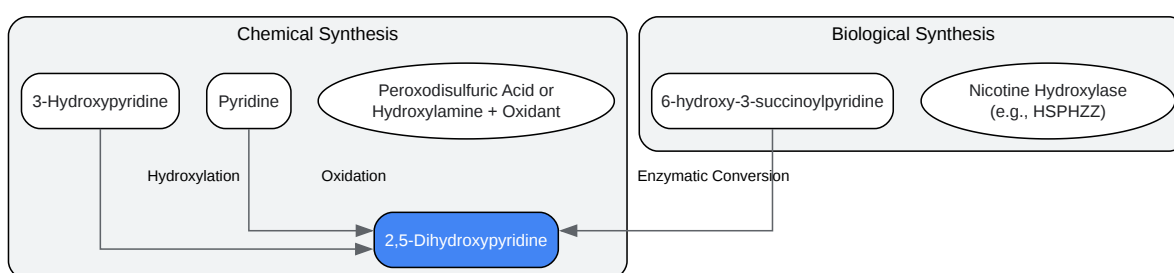 Chemical Synthesis
Biological Synthesis
3-Hydroxypyridine
Pyridine
Peroxodisulfuric Acid or
Hydroxylamine + Oxidant
6-hydroxy-3-succinoylpyridine
Nicotine Hydroxylase
(e.g., HSPHZZ)
Hydroxylation
Oxidation
Enzymatic Conversion
2,5-Dihydroxypyridine